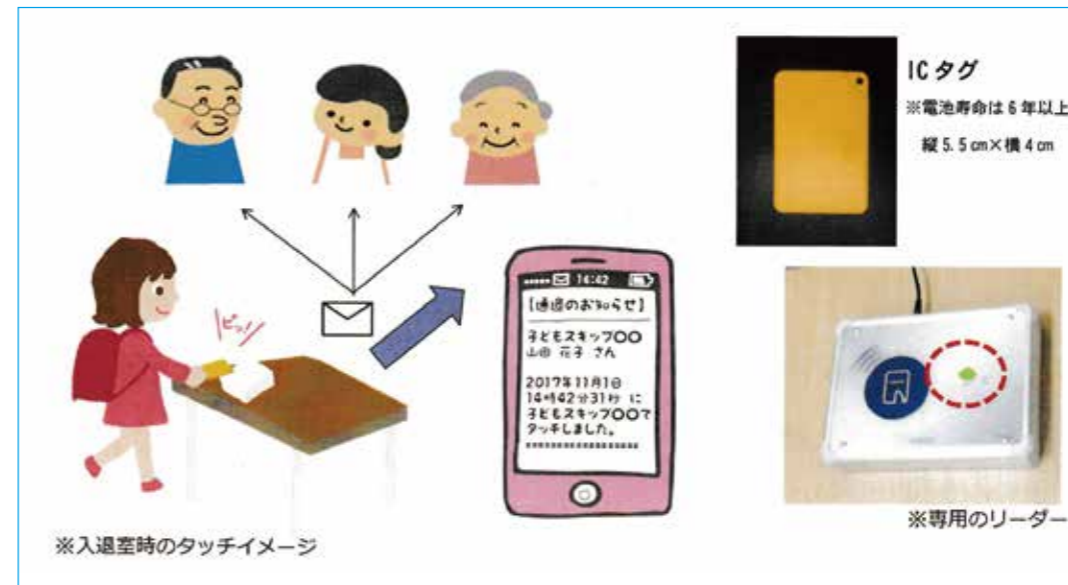 ICタグ
※電池寿命は6年以上
縦5.5cm×横4cm
ピッ!
14:42
【通過のお知らせ】
子どもスキップ〇〇
山田 花子 さん
2017年11月1日
14時42分31秒 に
子どもスキップ〇〇で
タッチしました。
※専用のリーダー
※入退室時のタッチイメージ